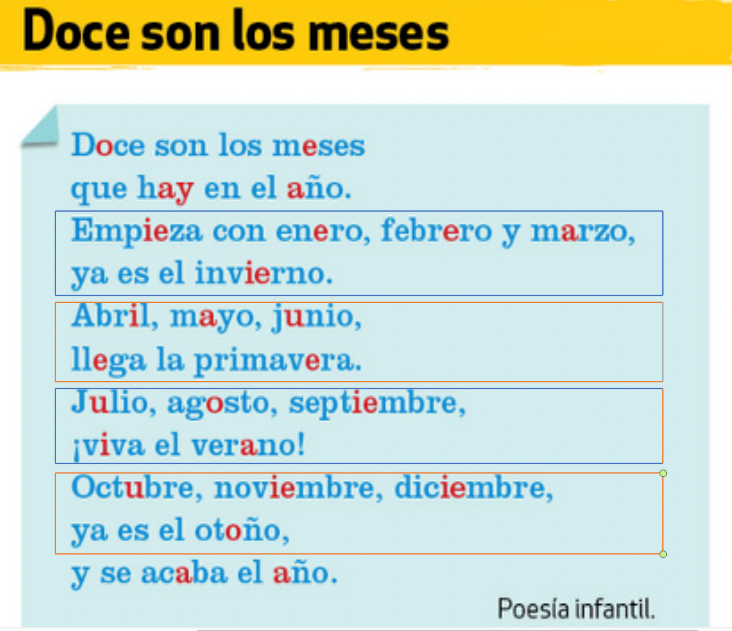 Doce son los meses
Doce son los meses
que hay en el año.
Empieza con enero, febrero y marzo,
ya es el invierno.
Abril, mayo, junio,
llega la primavera.
Julio, agosto, septiembre,
¡viva el verano!
Octubre, noviembre, diciembre,
ya es el otoño,
y se acaba el año.
Poesía infantil.